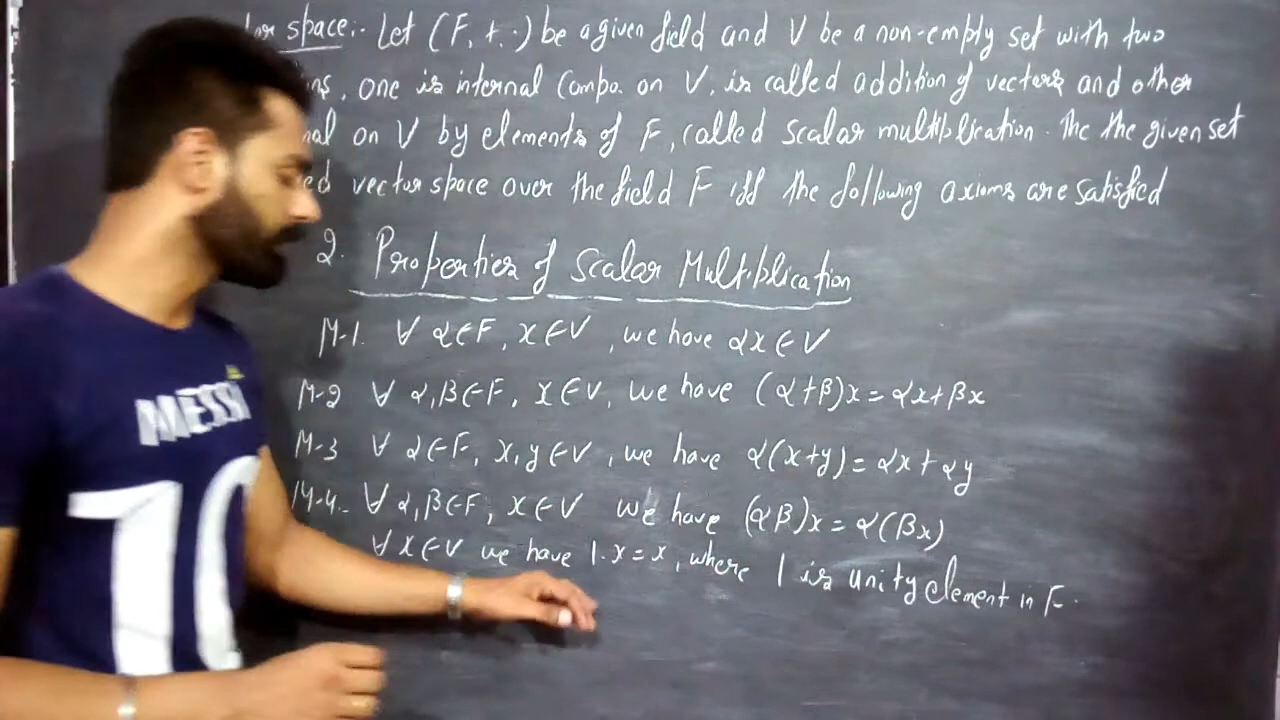 space:- Let (F, +, ·) be a given field and V be a non-empty set with two
one is internal Compo. on V, is called addition of vectors and other
on V by elements of F, called scalar multiplication. The the given set
vector space over the field F iff the following axioms are satisfied
2. Properties of Scalar Multiplication
M-1. ∀ α∈F, x∈V, we have αx∈V
M-2 ∀ α,β∈F, x∈V, we have (α+β)x = αx+βx
M-3 ∀ α∈F, x,y∈V, we have α(x+y) = αx+αy
M-4. ∀ α,β∈F, x∈V we have (αβ)x = α(βx)
∀ x∈V we have 1·x = x, where 1 is unity element in F.
MESSI
10